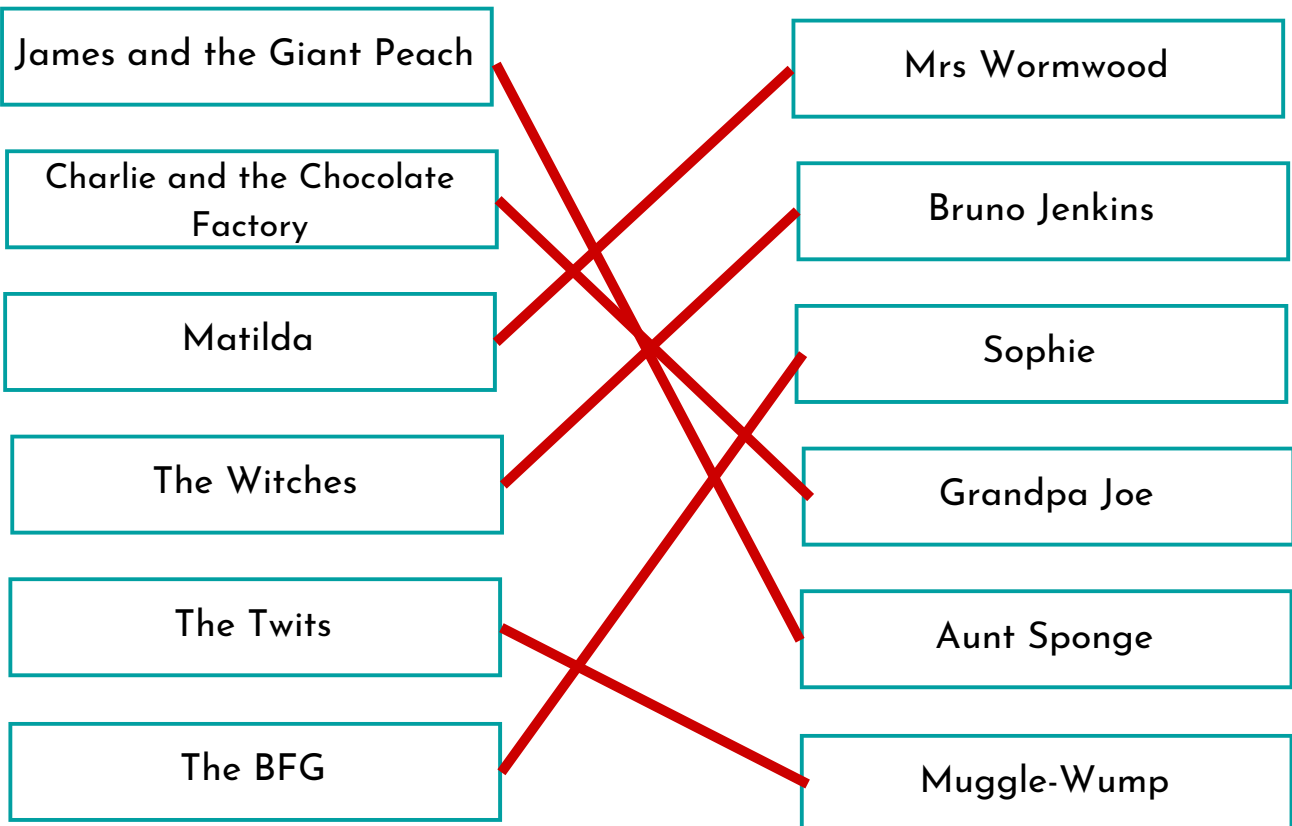 James and the Giant Peach
Charlie and the Chocolate
Factory
Matilda
The Witches
The Twits
The BFG
Mrs Wormwood
Bruno Jenkins
Sophie
Grandpa Joe
Aunt Sponge
Muggle-Wump